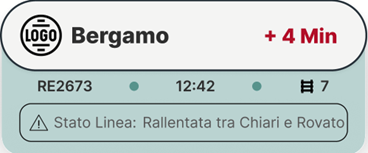 LOGO Bergamo + 4 Min
RE2673 12:42 7
Stato Linea: Rallentata tra Chiari e Rovato